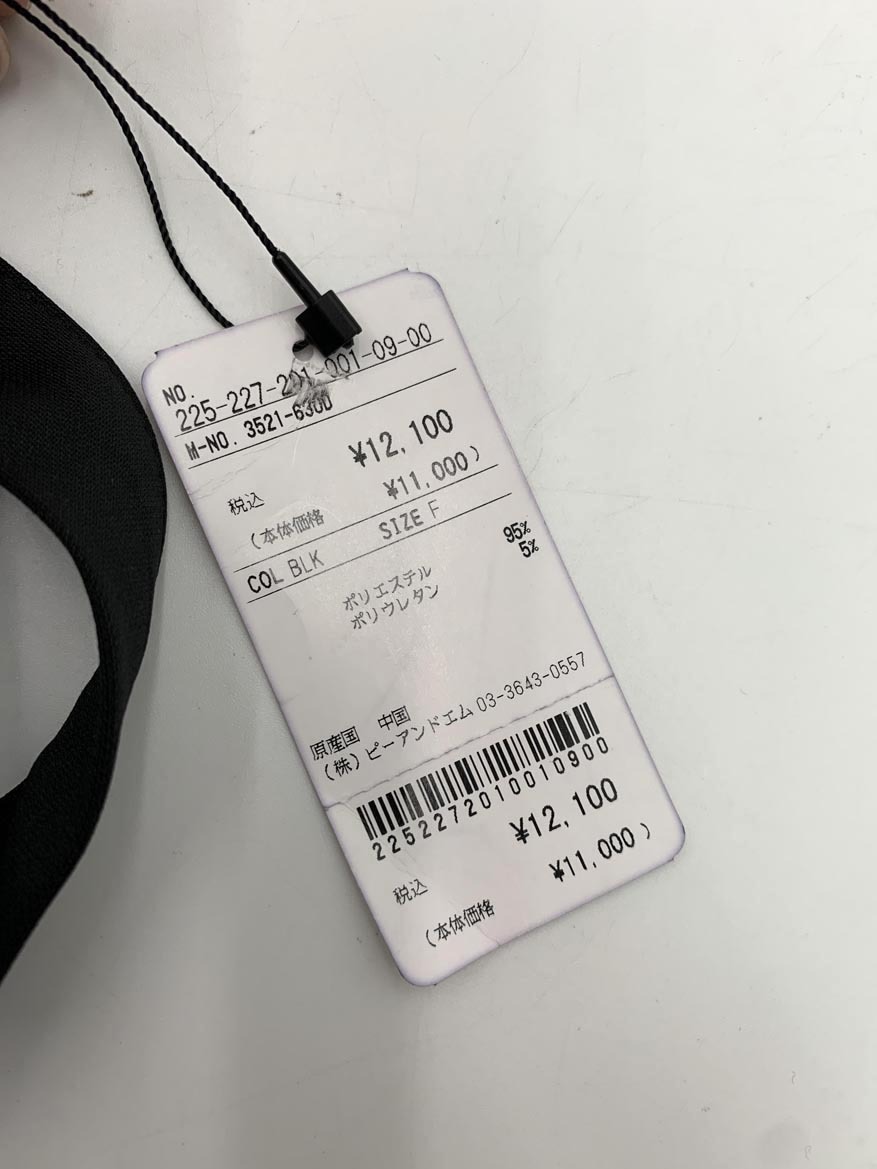 NO.
225-227-201-001-09-00
M-NO. 3521-6300
税込 ¥12,100
(本体価格 ¥11,000)
COL BLK SIZE F
ポリエステル 95%
ポリウレタン 5%
原産国 中国
(株)ピーアンドエム 03-3643-0557
2252272010010900
税込 ¥12,100
(本体価格 ¥11,000)